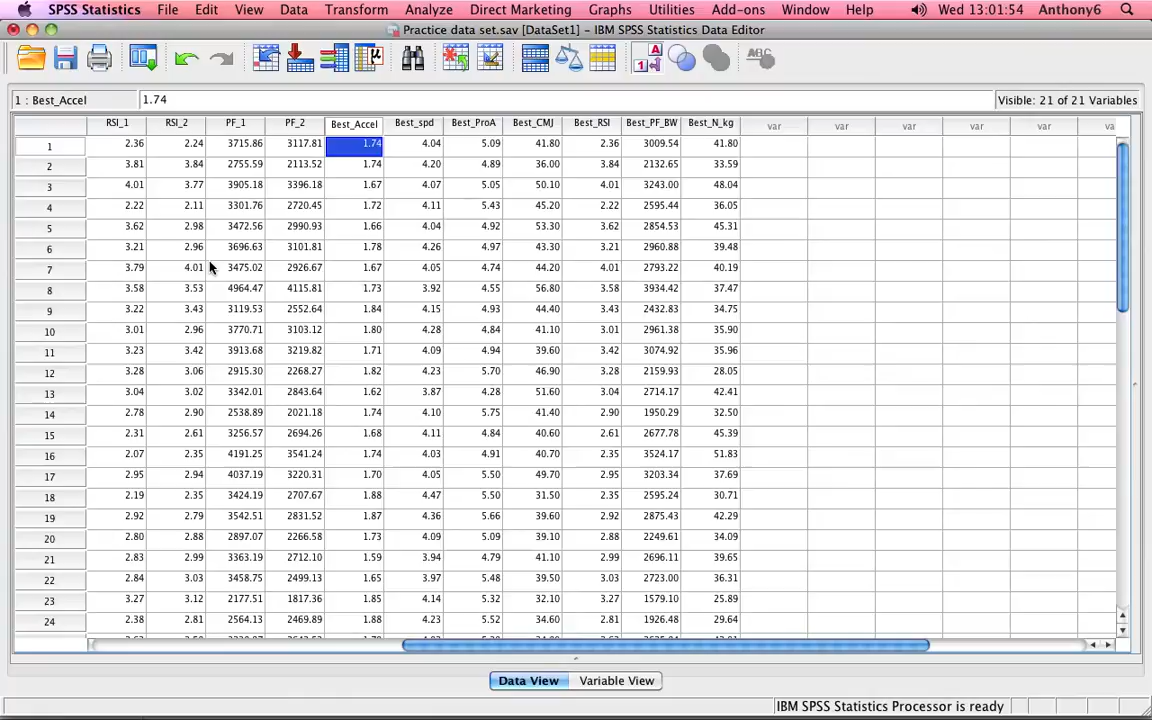 SPSS Statistics File Edit View Data Transform Analyze Direct Marketing Graphs Utilities Add-ons Window Help Wed 13:01:54 Anthony6
Practice data set.sav [DataSet1] – IBM SPSS Statistics Data Editor
1 : Best_Accel 1.74 Visible: 21 of 21 Variables
RSI_1 RSI_2 PF_1 PF_2 Best_Accel Best_spd Best_ProA Best_CMJ Best_RSI Best_PF_BW Best_N_kg var var var var var va
1 2.36 2.24 3715.86 3117.81 1.74 4.04 5.09 41.80 2.36 3009.54 41.80
2 3.81 3.84 2755.59 2113.52 1.74 4.20 4.89 36.00 3.84 2132.65 33.59
3 4.01 3.77 3905.18 3396.18 1.67 4.07 5.05 50.10 4.01 3243.00 48.04
4 2.22 2.11 3301.76 2720.45 1.72 4.11 5.43 45.20 2.22 2595.44 36.05
5 3.62 2.98 3472.56 2990.93 1.66 4.04 4.92 53.30 3.62 2854.53 45.31
6 3.21 2.96 3696.63 3101.81 1.78 4.26 4.97 43.30 3.21 2960.88 39.48
7 3.79 4.01 3475.02 2926.67 1.67 4.05 4.74 44.20 4.01 2793.22 40.19
8 3.58 3.53 4964.47 4115.81 1.73 3.92 4.55 56.80 3.58 3934.42 37.47
9 3.22 3.43 3119.53 2552.64 1.84 4.15 4.93 44.80 3.43 2432.83 34.75
10 3.01 2.96 3770.71 3103.12 1.80 4.28 4.84 41.10 3.01 2961.38 35.90
11 3.23 3.42 3913.68 3219.82 1.71 4.09 4.94 39.60 3.42 3074.92 35.96
12 3.28 3.06 2915.30 2268.27 1.82 4.23 5.70 46.90 3.28 2159.93 28.05
13 3.04 3.02 3342.01 2843.64 1.62 3.87 4.28 51.60 3.04 2714.17 42.41
14 2.78 2.90 2538.89 2021.18 1.74 4.10 5.75 41.40 2.90 1950.29 32.50
15 2.31 2.61 3256.57 2694.26 1.68 4.11 4.84 40.60 2.61 2677.78 45.39
16 2.07 2.35 4191.25 3541.24 1.74 4.03 4.91 40.70 2.35 3524.17 51.83
17 2.95 2.94 4037.19 3220.31 1.70 4.05 5.50 49.70 2.95 3203.34 37.69
18 2.19 2.35 3424.19 2707.67 1.88 4.47 5.50 31.50 2.35 2595.24 30.71
19 2.92 2.79 3542.51 2831.52 1.87 4.36 5.66 39.60 2.92 2875.43 42.29
20 2.80 2.88 2897.07 2266.58 1.73 4.09 5.09 39.10 2.88 2249.61 34.09
21 2.83 2.99 3363.19 2712.10 1.59 3.94 4.79 41.10 2.99 2696.11 39.65
22 2.84 3.03 3458.75 2499.13 1.65 3.97 5.48 39.50 3.03 2723.00 36.31
23 3.27 3.12 2177.51 1817.36 1.85 4.14 5.32 32.10 3.27 1579.10 25.89
24 2.38 2.81 2564.13 2469.89 1.88 4.23 5.52 34.60 2.81 1926.48 29.64
Data View Variable View
IBM SPSS Statistics Processor is ready